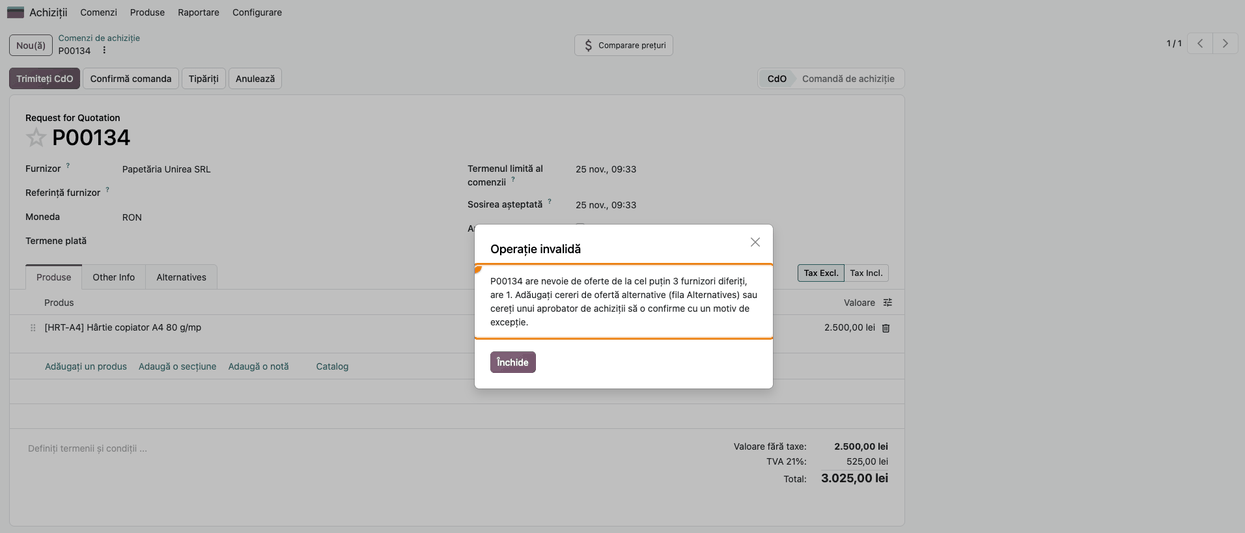 Achiziții Comenzi Produse Raportare Configurare
Nou(ă) Comenzi de achiziție
P00134
$ Comparare prețuri
1 / 1
Trimiteți CdO Confirmă comanda Tipăriți Anulează
CdO Comandă de achiziție
Request for Quotation
P00134
Furnizor ? Papetăria Unirea SRL
Termenul limită al comenzii ? 25 nov., 09:33
Referință furnizor ?
Sosirea așteptată ? 25 nov., 09:33
Moneda RON
Termene plată
Operație invalidă
P00134 are nevoie de oferte de la cel puțin 3 furnizori diferiți,
are 1. Adăugați cereri de ofertă alternative (fila Alternatives) sau
cereți unui aprobator de achiziții să o confirme cu un motiv de
excepție.
Închide
Produse Other Info Alternatives
Tax Excl. Tax Incl.
Produs Valoare
[HRT-A4] Hârtie copiator A4 80 g/mp 2.500,00 lei
Adăugați un produs Adaugă o secțiune Adaugă o notă Catalog
Definiți termenii și condiții ...
Valoare fără taxe: 2.500,00 lei
TVA 21%: 525,00 lei
Total: 3.025,00 lei